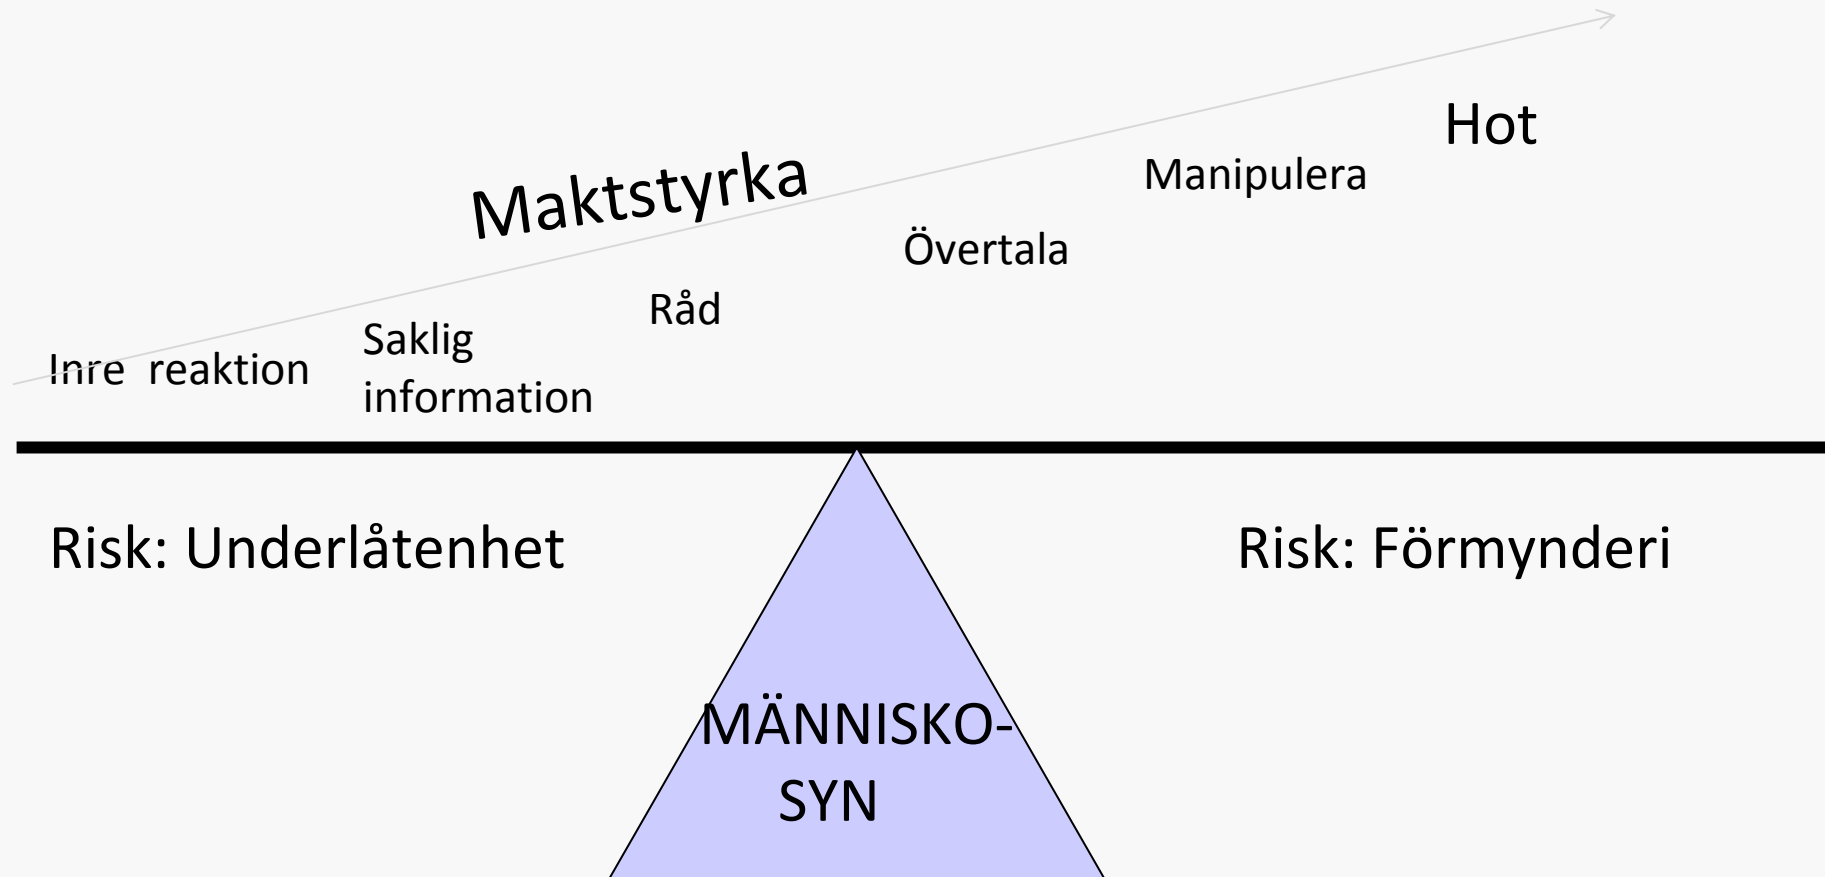 Hot
Manipulera
Maktstyrka
Övertala
Råd
Saklig
information
Inre reaktion
Risk: Underlåtenhet
Risk: Förmynderi
MÄNNISKO-
SYN